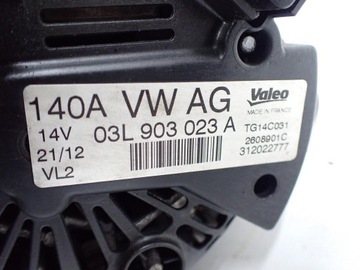 140A VW AG
14V 03L 903 023 A
21/12
VL2
Valeo
MADE IN FRANCE
TG14C031
2608901C
312022777